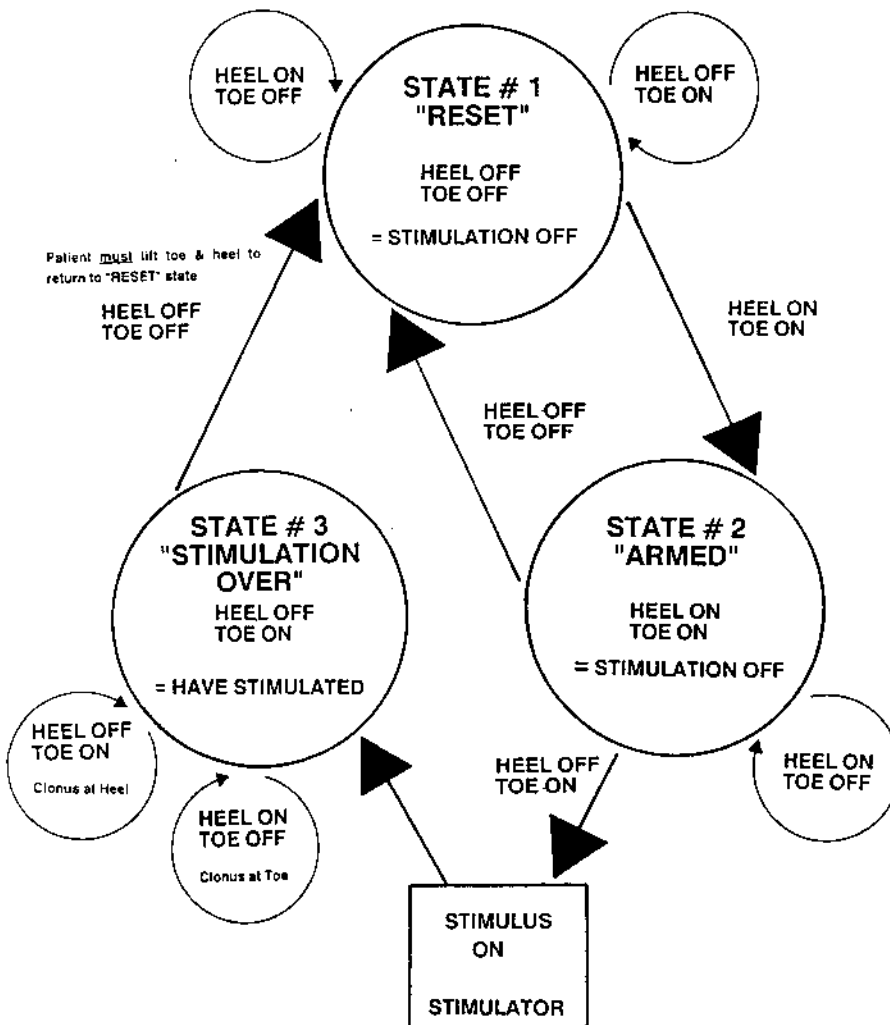 HEEL ON
TOE OFF
STATE # 1
"RESET"
HEEL OFF
TOE OFF
= STIMULATION OFF
HEEL OFF
TOE ON
Patient must lift toe & heel to
return to "RESET" state
HEEL OFF
TOE OFF
HEEL ON
TOE ON
HEEL OFF
TOE OFF
STATE # 3
"STIMULATION
OVER"
HEEL OFF
TOE ON
= HAVE STIMULATED
STATE # 2
"ARMED"
HEEL ON
TOE ON
= STIMULATION OFF
HEEL OFF
TOE ON
Clonus at Heel
HEEL ON
TOE OFF
Clonus at Toe
HEEL OFF
TOE ON
HEEL ON
TOE OFF
STIMULUS
ON
STIMULATOR